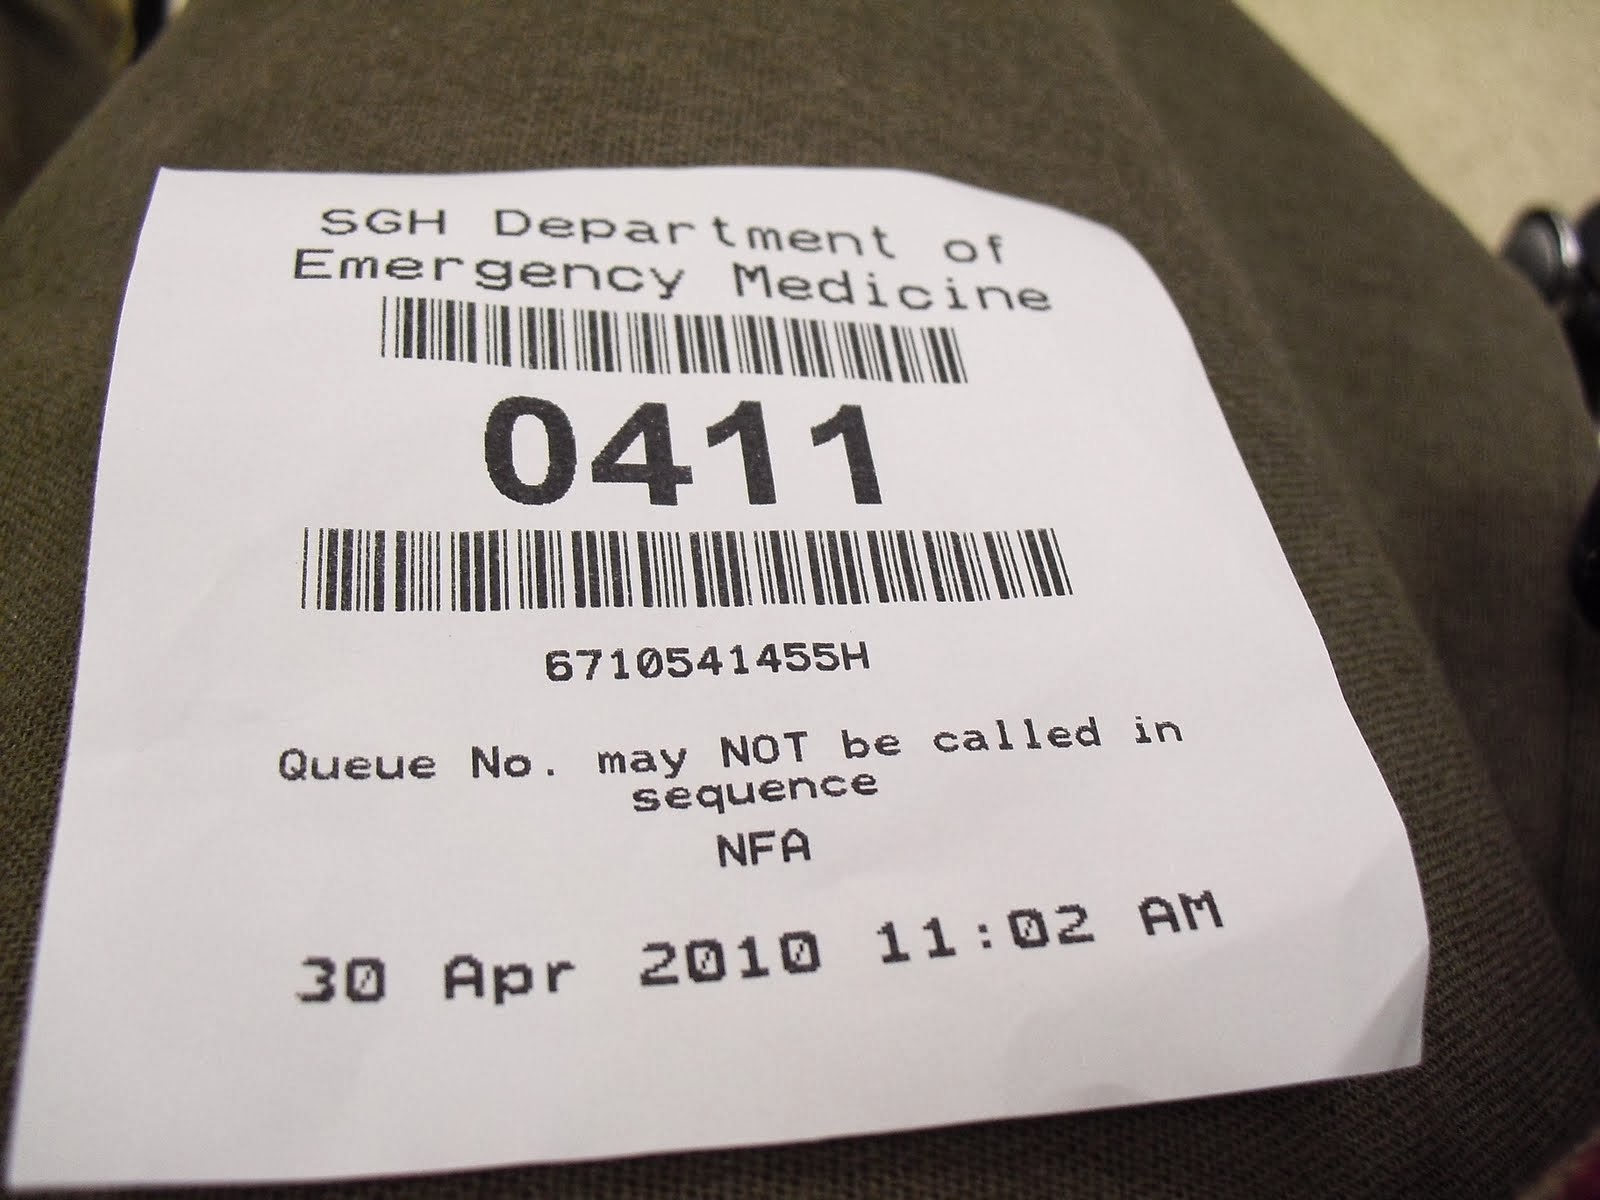 SGH Department of
Emergency Medicine
0411
6710541455H
Queue No. may NOT be called in
sequence
NFA
30 Apr 2010 11:02 AM